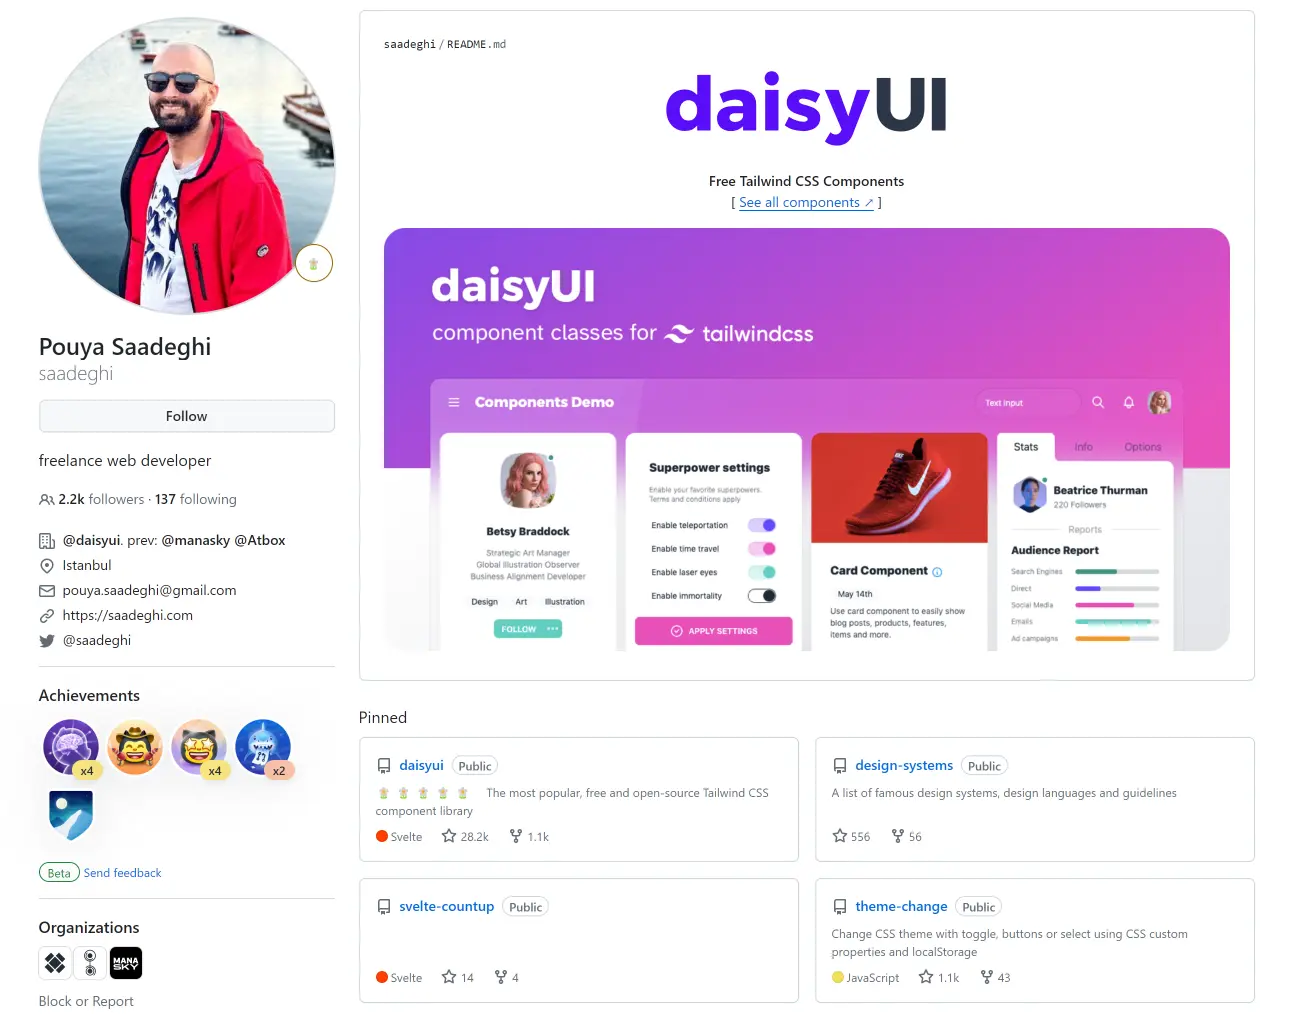 Pouya Saadeghi
saadeghi
Follow
freelance web developer
2.2k followers · 137 following
@daisyui. prev: @manasky @Atbox
Istanbul
pouya.saadeghi@gmail.com
https://saadeghi.com
@saadeghi
Achievements
x4
x4
x2
Beta Send feedback
Organizations
MANA
SKY
Block or Report
saadeghi / README.md
daisyUI
Free Tailwind CSS Components
[ See all components ↗ ]
daisyUI
component classes for tailwindcss
Components Demo
Text Input
Betsy Braddock
Strategic Art Manager
Global Illustration Observer
Business Alignment Developer
Design Art Illustration
FOLLOW ···
Superpower settings
Enable your favorite superpowers.
Terms and conditions apply
Enable teleportation
Enable time travel
Enable laser eyes
Enable immortality
APPLY SETTINGS
Card Component
May 14th
Use card component to easily show
blog posts, products, features,
items and more.
Stats Info Options
Beatrice Thurman
220 Followers
Reports
Audience Report
Search Engines
Direct
Social Media
Emails
Ad campaigns
Pinned
daisyui Public
The most popular, free and open-source Tailwind CSS
component library
Svelte 28.2k 1.1k
design-systems Public
A list of famous design systems, design languages and guidelines
556 56
svelte-countup Public
Svelte 14 4
theme-change Public
Change CSS theme with toggle, buttons or select using CSS custom
properties and localStorage
JavaScript 1.1k 43